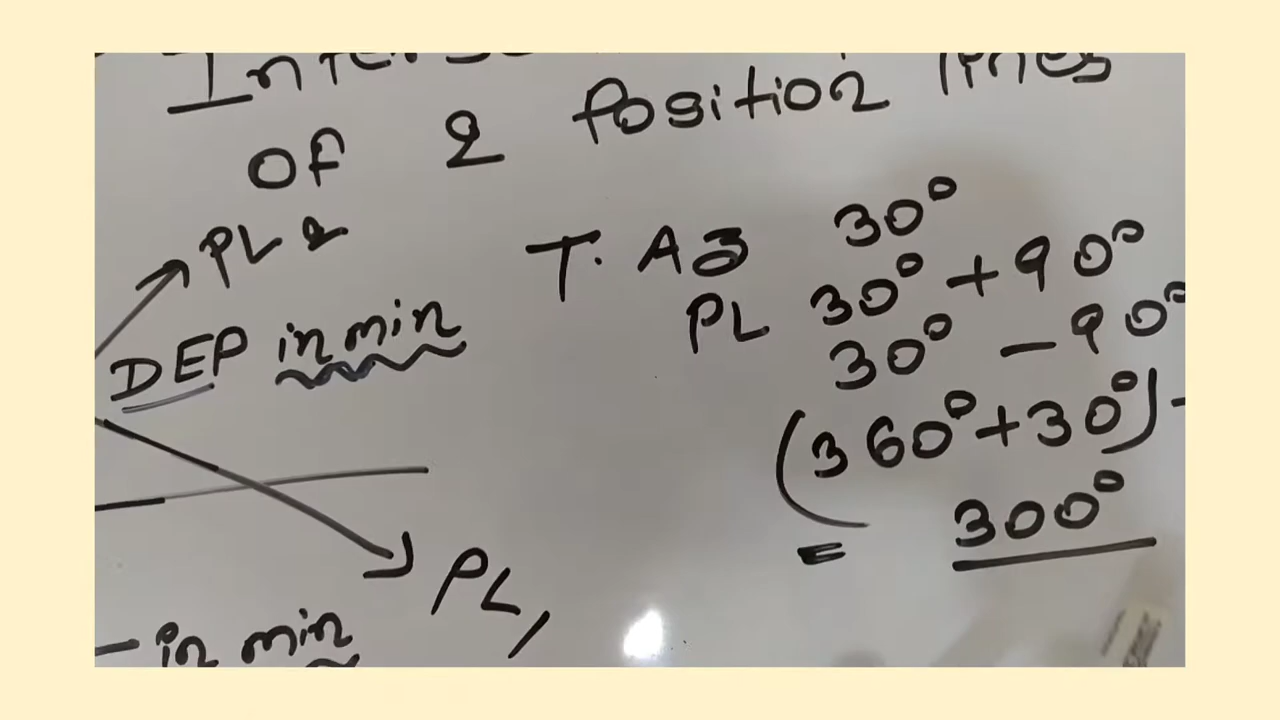 of 2 Position lines
PL2
T. Az 30°
PL 30° + 90°
30° - 90°
DEP in min
(360° + 30°) -
= 300°
PL1
- in min